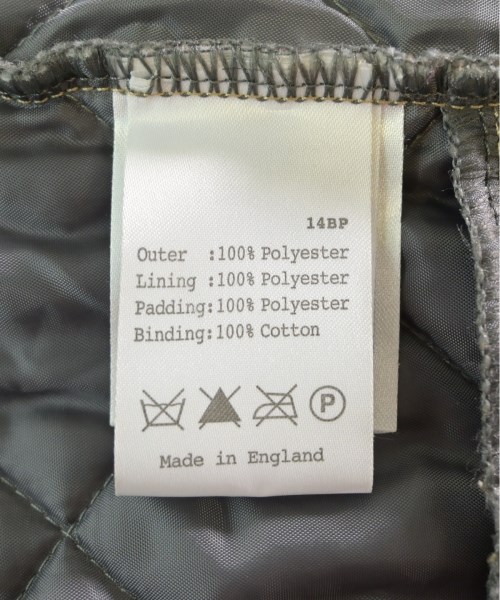 14BP
Outer :100% Polyester
Lining :100% Polyester
Padding:100% Polyester
Binding:100% Cotton
P
Made in England